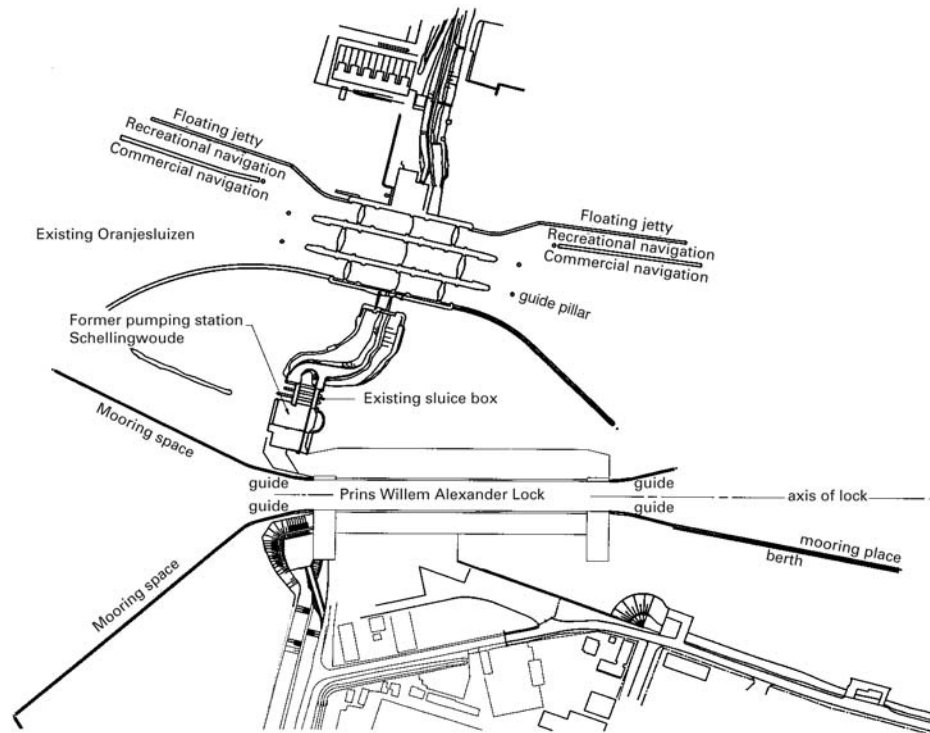 Floating jetty
Recreational navigation
Commercial navigation
Floating jetty
Recreational navigation
Commercial navigation
Existing Oranjesluizen
guide pillar
Former pumping station
Schellingwoude
Existing sluice box
Mooring space
guide
Prins Willem Alexander Lock
guide
axis of lock
guide
guide
mooring place
berth
Mooring space